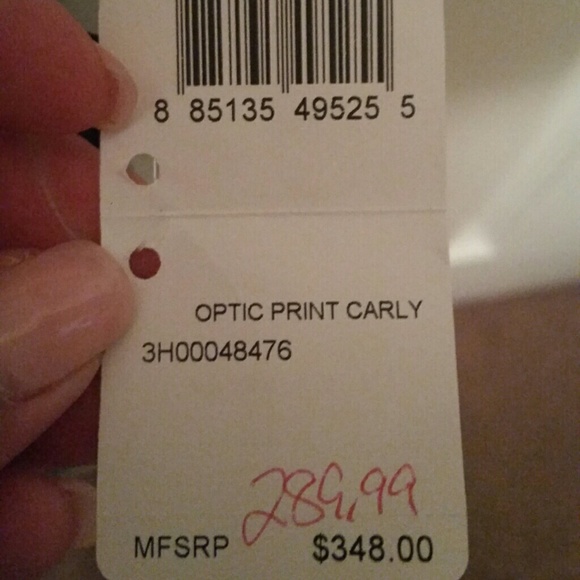 8 85135 49525 5
OPTIC PRINT CARLY
3H00048476
289.99
MFSRP $348.00